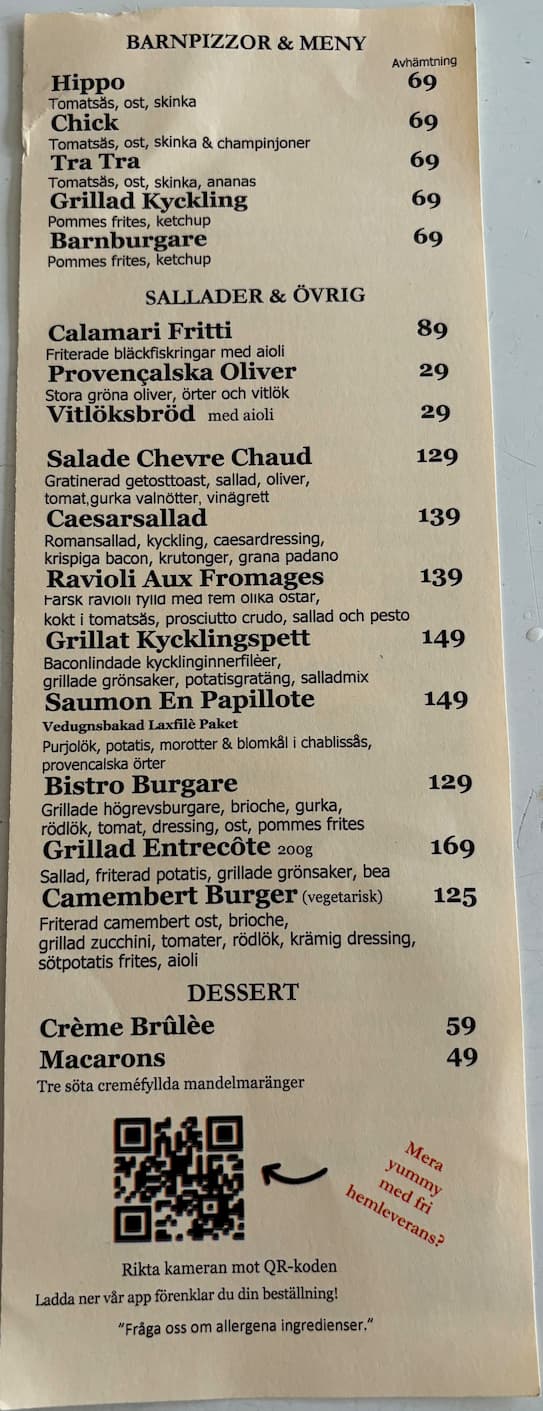 BARNPIZZOR & MENY
Avhämtning
Hippo 69
Tomatsås, ost, skinka
Chick 69
Tomatsås, ost, skinka & champinjoner
Tra Tra 69
Tomatsås, ost, skinka, ananas
Grillad Kyckling 69
Pommes frites, ketchup
Barnburgare 69
Pommes frites, ketchup
SALLADER & ÖVRIG
Calamari Fritti 89
Friterade bläckfiskringar med aioli
Provençalska Oliver 29
Stora gröna oliver, örter och vitlök
Vitlöksbröd med aioli 29
Salade Chevre Chaud 129
Gratinerad getosttoast, sallad, oliver,
tomat,gurka valnötter, vinägrett
Caesarsallad 139
Romansallad, kyckling, caesardressing,
krispiga bacon, krutonger, grana padano
Ravioli Aux Fromages 139
Färsk ravioli fylld med fem olika ostar,
kokt i tomatsås, prosciutto crudo, sallad och pesto
Grillat Kycklingspett 149
Baconlindade kycklinginnerfilèer,
grillade grönsaker, potatisgratäng, salladmix
Saumon En Papillote 149
Vedugnsbakad Laxfilè Paket
Purjolök, potatis, morotter & blomkål i chablissås,
provencalska örter
Bistro Burgare 129
Grillade högrevsburgare, brioche, gurka,
rödlök, tomat, dressing, ost, pommes frites
Grillad Entrecôte 200g 169
Sallad, friterad potatis, grillade grönsaker, bea
Camembert Burger (vegetarisk) 125
Friterad camembert ost, brioche,
grillad zucchini, tomater, rödlök, krämig dressing,
sötpotatis frites, aioli
DESSERT
Crème Brûlèe 59
Macarons 49
Tre söta creméfyllda mandelmaränger
Mera
yummy
med fri
hemleverans?
Rikta kameran mot QR-koden
Ladda ner vår app förenklar du din beställning!
"Fråga oss om allergena ingredienser."